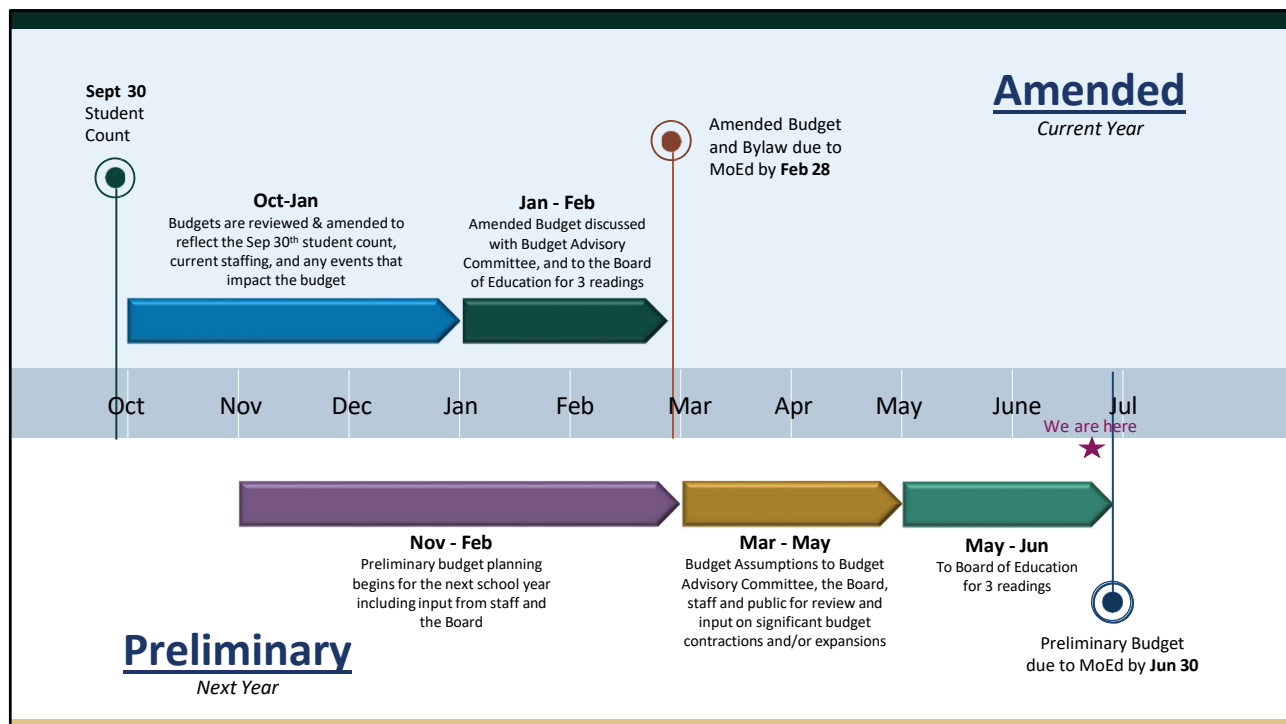 Amended
Current Year
Sept 30
Student
Count
Amended Budget
and Bylaw due to
MoEd by Feb 28
Oct-Jan
Budgets are reviewed & amended to
reflect the Sep 30th student count,
current staffing, and any events that
impact the budget
Jan - Feb
Amended Budget discussed
with Budget Advisory
Committee, and to the Board
of Education for 3 readings
Oct Nov Dec Jan Feb Mar Apr May June Jul
We are here
Nov - Feb
Preliminary budget planning
begins for the next school year
including input from staff and
the Board
Mar - May
Budget Assumptions to Budget
Advisory Committee, the Board,
staff and public for review and
input on significant budget
contractions and/or expansions
May - Jun
To Board of Education
for 3 readings
Preliminary Budget
due to MoEd by Jun 30
Preliminary
Next Year